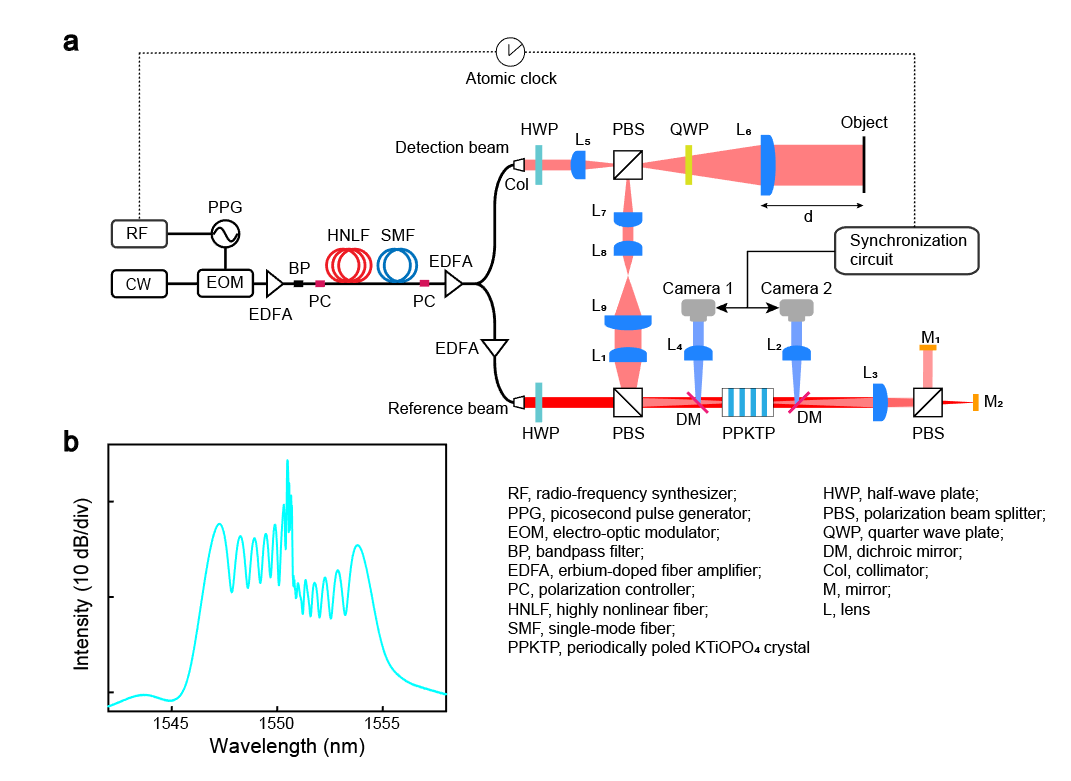 a
Atomic clock
HWP
L₅
PBS
QWP
L₆
Object
Detection beam
Col
d
PPG
RF
L₇
HNLF
SMF
L₈
Synchronization
circuit
EDFA
BP
CW
EOM
Camera 1
Camera 2
PC
PC
EDFA
L₉
M₁
EDFA
L₁
L₄
L₂
L₃
Reference beam
M₂
DM
DM
HWP
PBS
PPKTP
PBS
b
Intensity (10 dB/div)
1545
1550
1555
Wavelength (nm)
RF, radio-frequency synthesizer;
PPG, picosecond pulse generator;
EOM, electro-optic modulator;
BP, bandpass filter;
EDFA, erbium-doped fiber amplifier;
PC, polarization controller;
HNLF, highly nonlinear fiber;
SMF, single-mode fiber;
PPKTP, periodically poled KTiOPO₄ crystal
HWP, half-wave plate;
PBS, polarization beam splitter;
QWP, quarter wave plate;
DM, dichroic mirror;
Col, collimator;
M, mirror;
L, lens